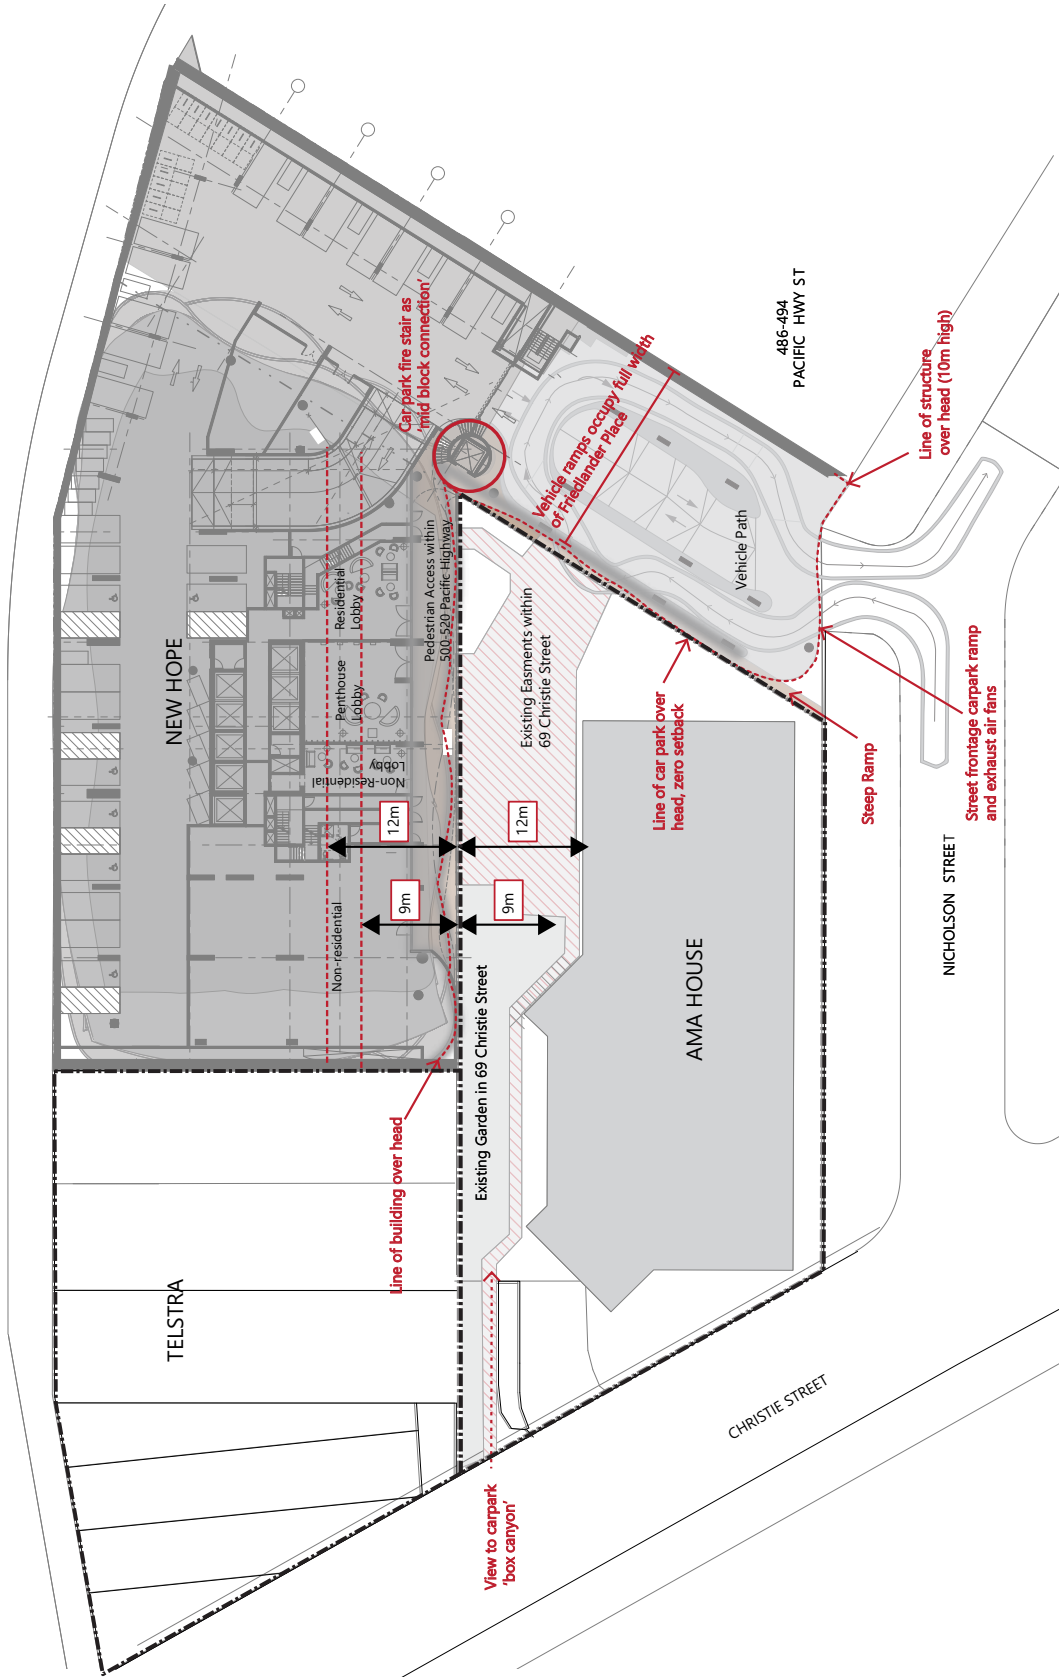 NEW HOPE
TELSTRA
AMA HOUSE
486-494
PACIFIC HWY ST
NICHOLSON STREET
CHRISTIE STREET
Car park fire stair as
‘mid block connection’
Vehicle ramps occupy full width
of Friedlander Place
Vehicle Path
Line of structure
over head (10m high)
Street frontage carpark ramp
and exhaust air fans
Steep Ramp
Line of car park over
head, zero setback
Pedestrian Access within
500-520 Pacific Highway
Existing Easments within
69 Christie Street
Existing Garden in 69 Christie Street
Residential
Lobby
Penthouse
Lobby
Non-Residential
Lobby
Non-residential
12m
12m
9m
9m
Line of building over head
View to carpark
‘box canyon’